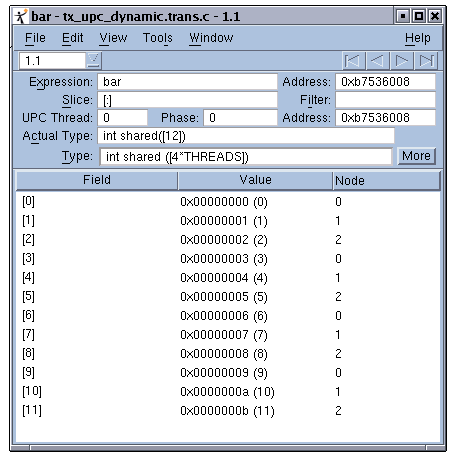 bar - tx_upc_dynamic.trans.c - 1.1
File Edit View Tools Window Help
1.1
Expression: bar Address: 0xb7536008
Slice: [:] Filter:
UPC Thread: 0 Phase: 0 Address: 0xb7536008
Actual Type: int shared([12])
Type: int shared ([4*THREADS]) More
Field Value Node
[0] 0x00000000 (0) 0
[1] 0x00000001 (1) 1
[2] 0x00000002 (2) 2
[3] 0x00000003 (3) 0
[4] 0x00000004 (4) 1
[5] 0x00000005 (5) 2
[6] 0x00000006 (6) 0
[7] 0x00000007 (7) 1
[8] 0x00000008 (8) 2
[9] 0x00000009 (9) 0
[10] 0x0000000a (10) 1
[11] 0x0000000b (11) 2